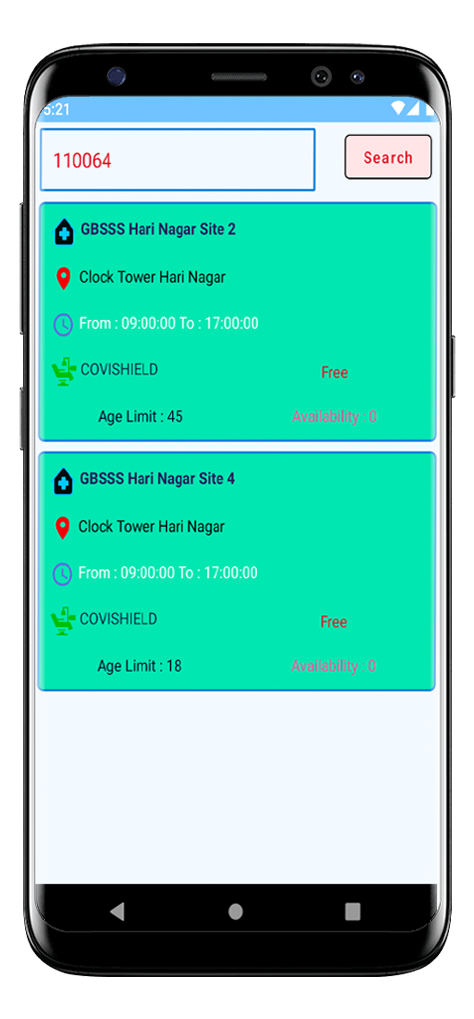 5:21
110064
Search
GBSSS Hari Nagar Site 2
Clock Tower Hari Nagar
From : 09:00:00 To : 17:00:00
COVISHIELD
Free
Age Limit : 45
Availability : 0
GBSSS Hari Nagar Site 4
Clock Tower Hari Nagar
From : 09:00:00 To : 17:00:00
COVISHIELD
Free
Age Limit : 18
Availability : 0